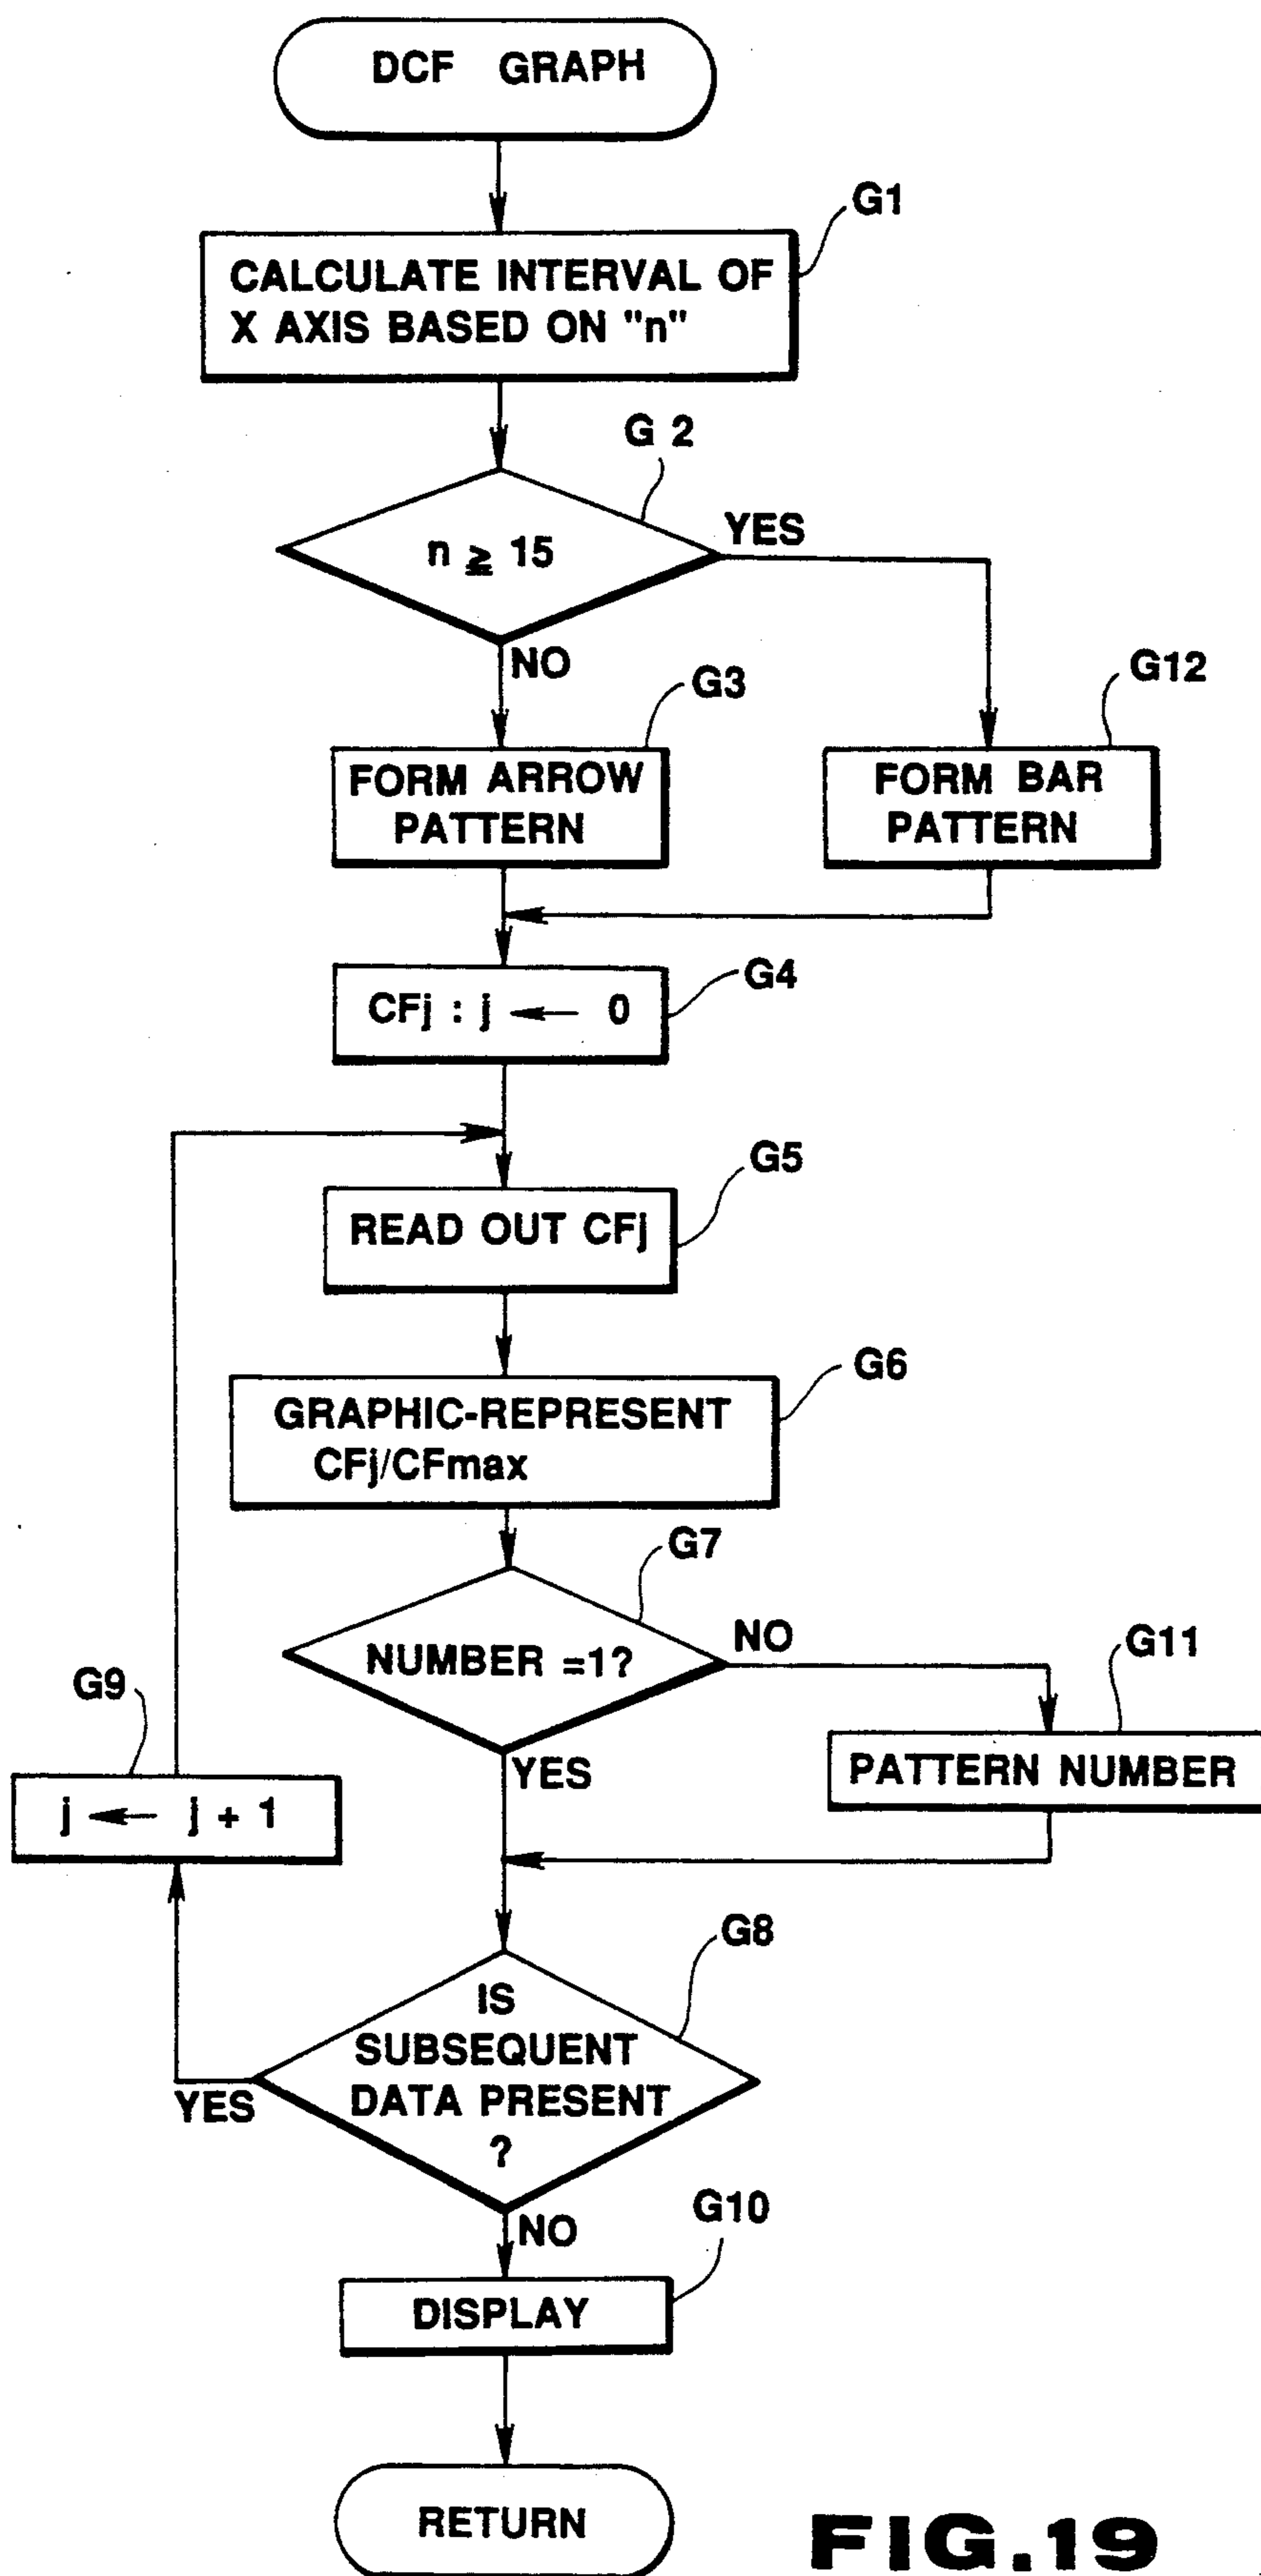 DCF GRAPH
G1
CALCULATE INTERVAL OF
X AXIS BASED ON "n"
G 2
n ≧ 15
YES
NO
G3
G12
FORM ARROW
PATTERN
FORM BAR
PATTERN
G4
CFj : j ← 0
G5
READ OUT CFj
G6
GRAPHIC-REPRESENT
CFj/CFmax
G7
NUMBER =1?
NO
G11
G9
YES
PATTERN NUMBER
j ← j + 1
G8
IS
SUBSEQUENT
DATA PRESENT
?
YES
NO
G10
DISPLAY
RETURN
FIG.19